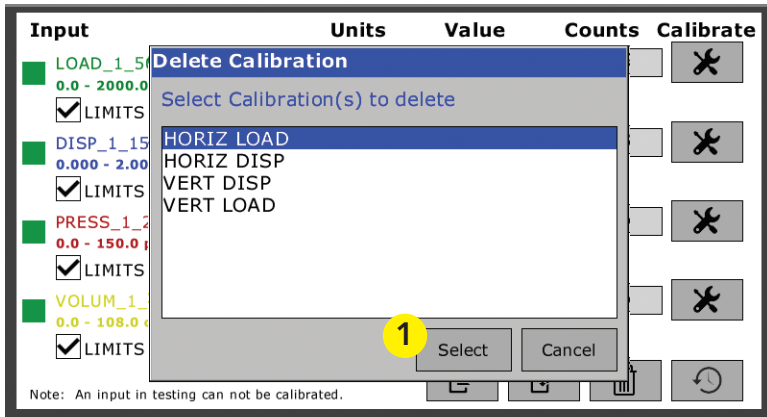 Input Units Value Counts Calibrate
LOAD_1_5
0.0 - 2000.0
LIMITS
DISP_1_15
0.000 - 2.00
LIMITS
PRESS_1_2
0.0 - 150.0
LIMITS
VOLUM_1_
0.0 - 108.0
LIMITS
Note: An input in testing can not be calibrated.
Delete Calibration
Select Calibration(s) to delete
HORIZ LOAD
HORIZ DISP
VERT DISP
VERT LOAD
1
Select Cancel